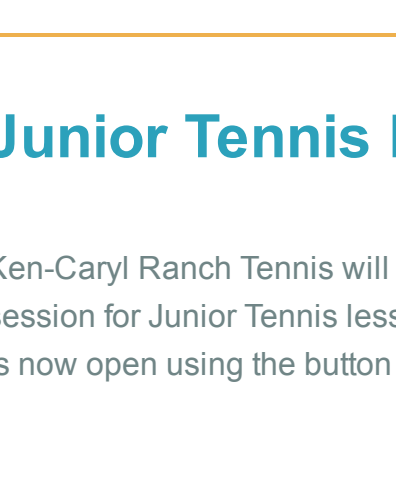 Junior Tennis
Ken-Caryl Ranch Tennis will
session for Junior Tennis less
s now open using the button